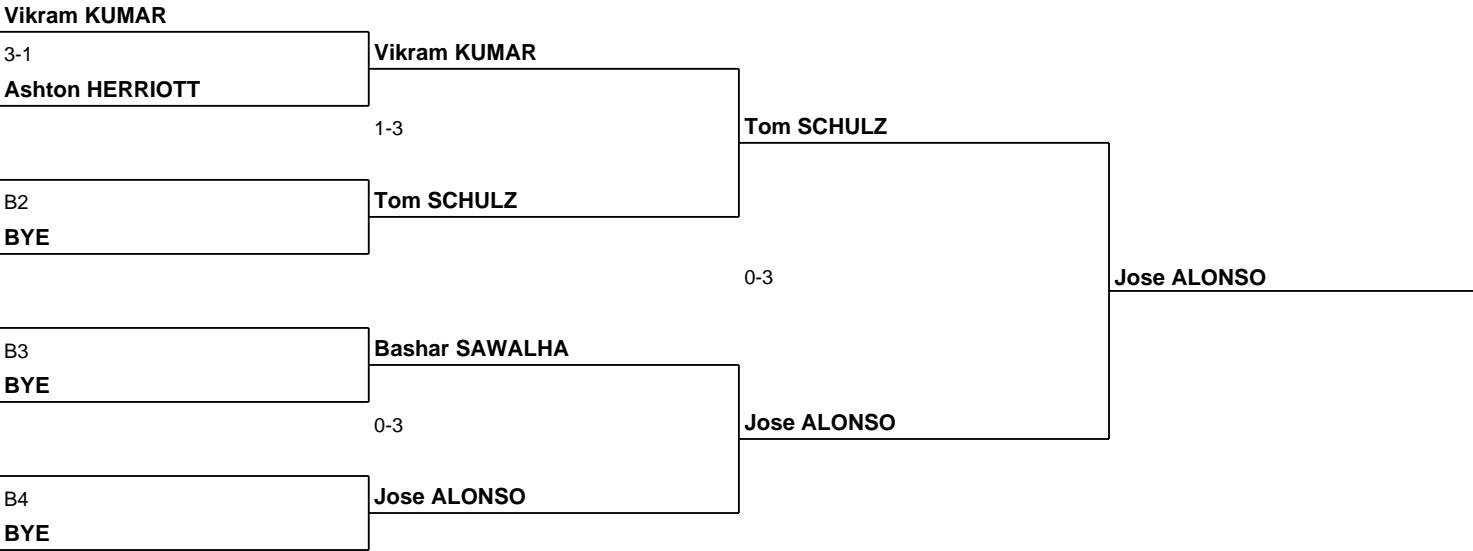 Vikram KUMAR
3-1
Ashton HERRIOTT
B2
BYE
B3
BYE
B4
BYE
Vikram KUMAR
1-3
Tom SCHULZ
Bashar SAWALHA
0-3
Jose ALONSO
Tom SCHULZ
0-3
Jose ALONSO
Jose ALONSO